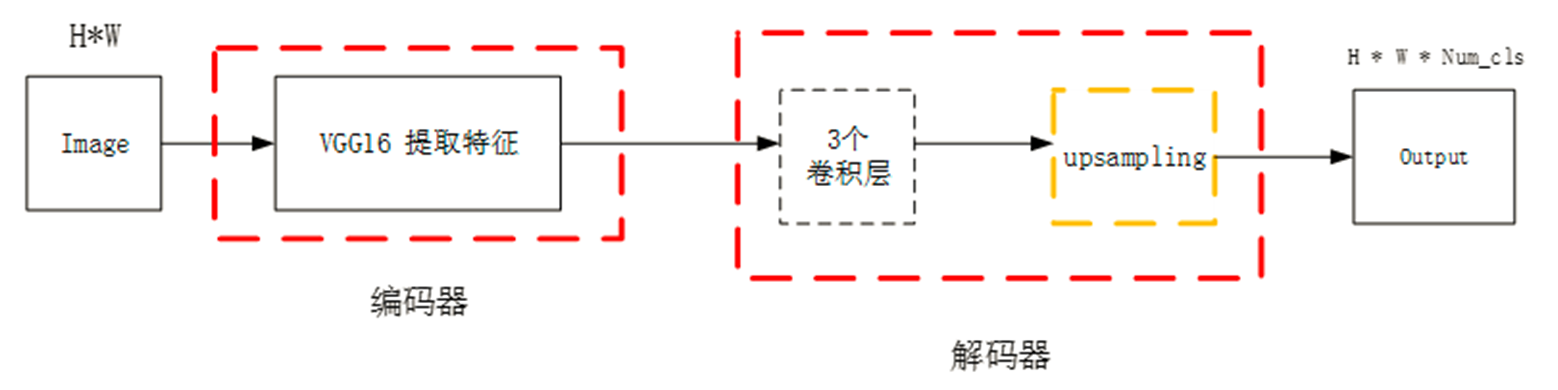 H*W
Image
VGG16 提取特征
编码器
3个
卷积层
upsampling
解码器
H * W * Num_cls
Output